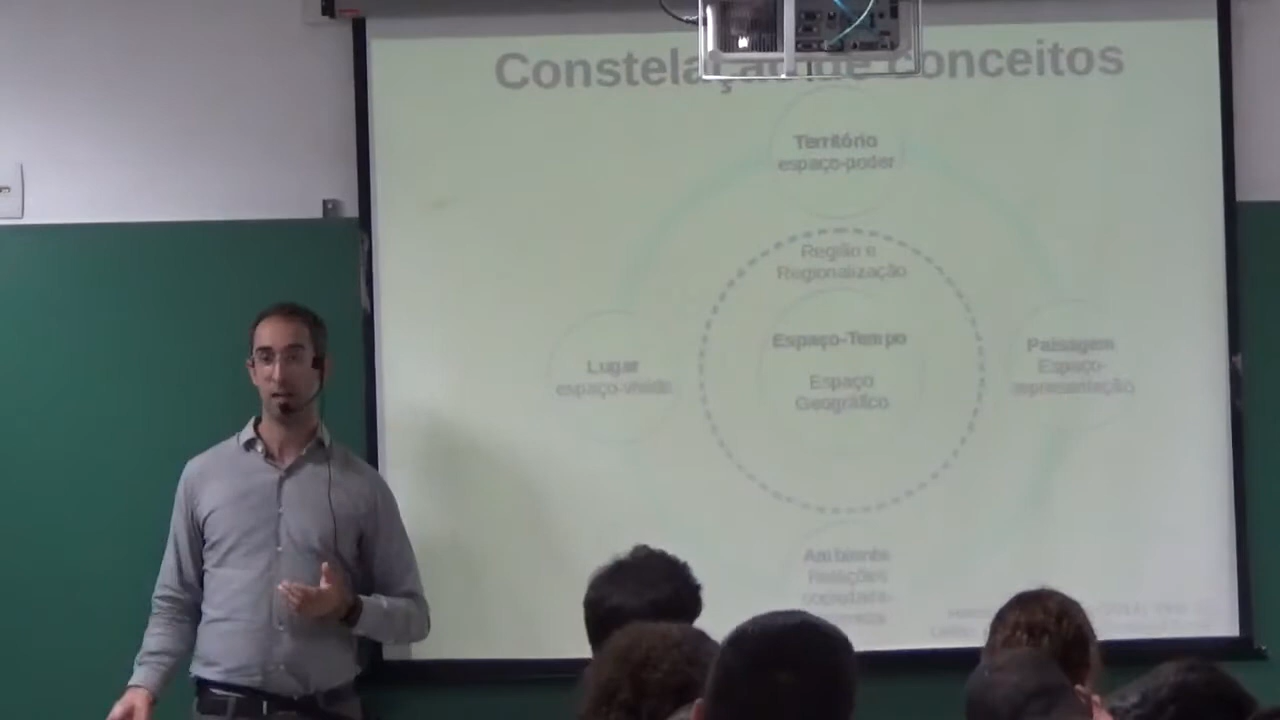 Constelação de conceitos
Território
espaço-poder
Região e
Regionalização
Espaço-Tempo
Espaço
Geográfico
Lugar
espaço-vivido
Paisagem
Espaço-
representação
Ambiente
Relações
sociedade-